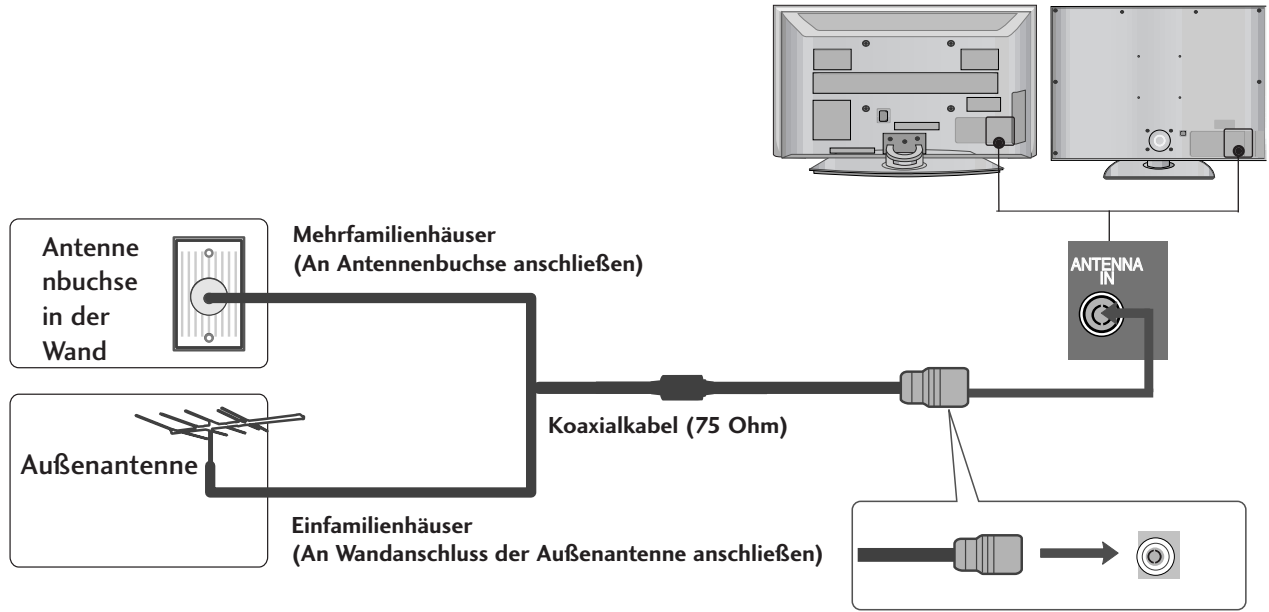 Antenne
nbuchse
in der
Wand
Mehrfamilienhäuser
(An Antennenbuchse anschließen)
ANTENNA
IN
Koaxialkabel (75 Ohm)
Außenantenne
Einfamilienhäuser
(An Wandanschluss der Außenantenne anschließen)